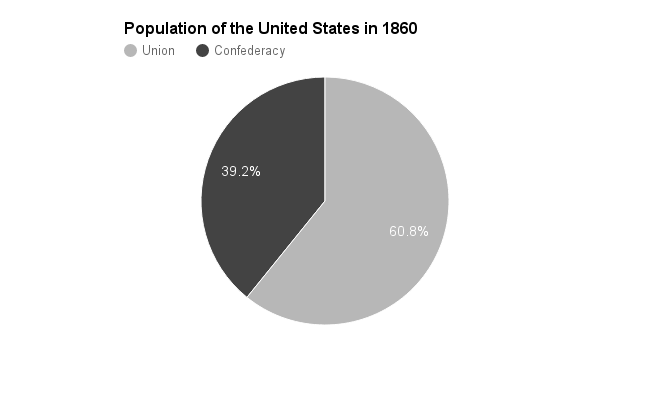 Population of the United States in 1860
Union Confederacy
39.2%
60.8%